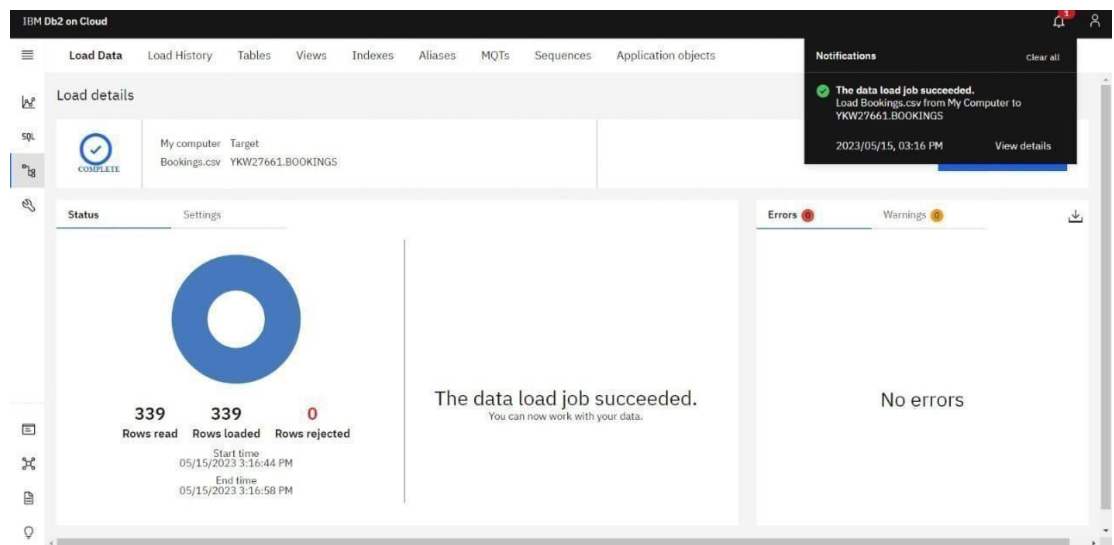 IBM Db2 on Cloud
1
Load Data Load History Tables Views Indexes Aliases MQTs Sequences Application objects
Notifications Clear all
The data load job succeeded.
Load Bookings.csv from My Computer to
YKW27661.BOOKINGS
2023/05/15, 03:16 PM View details
Load details
SQL
COMPLETE
My computer Target
Bookings.csv YKW27661.BOOKINGS
Status Settings
Errors 0 Warnings 0
339 339 0
Rows read Rows loaded Rows rejected
Start time
05/15/2023 3:16:44 PM
End time
05/15/2023 3:16:58 PM
The data load job succeeded.
You can now work with your data.
No errors